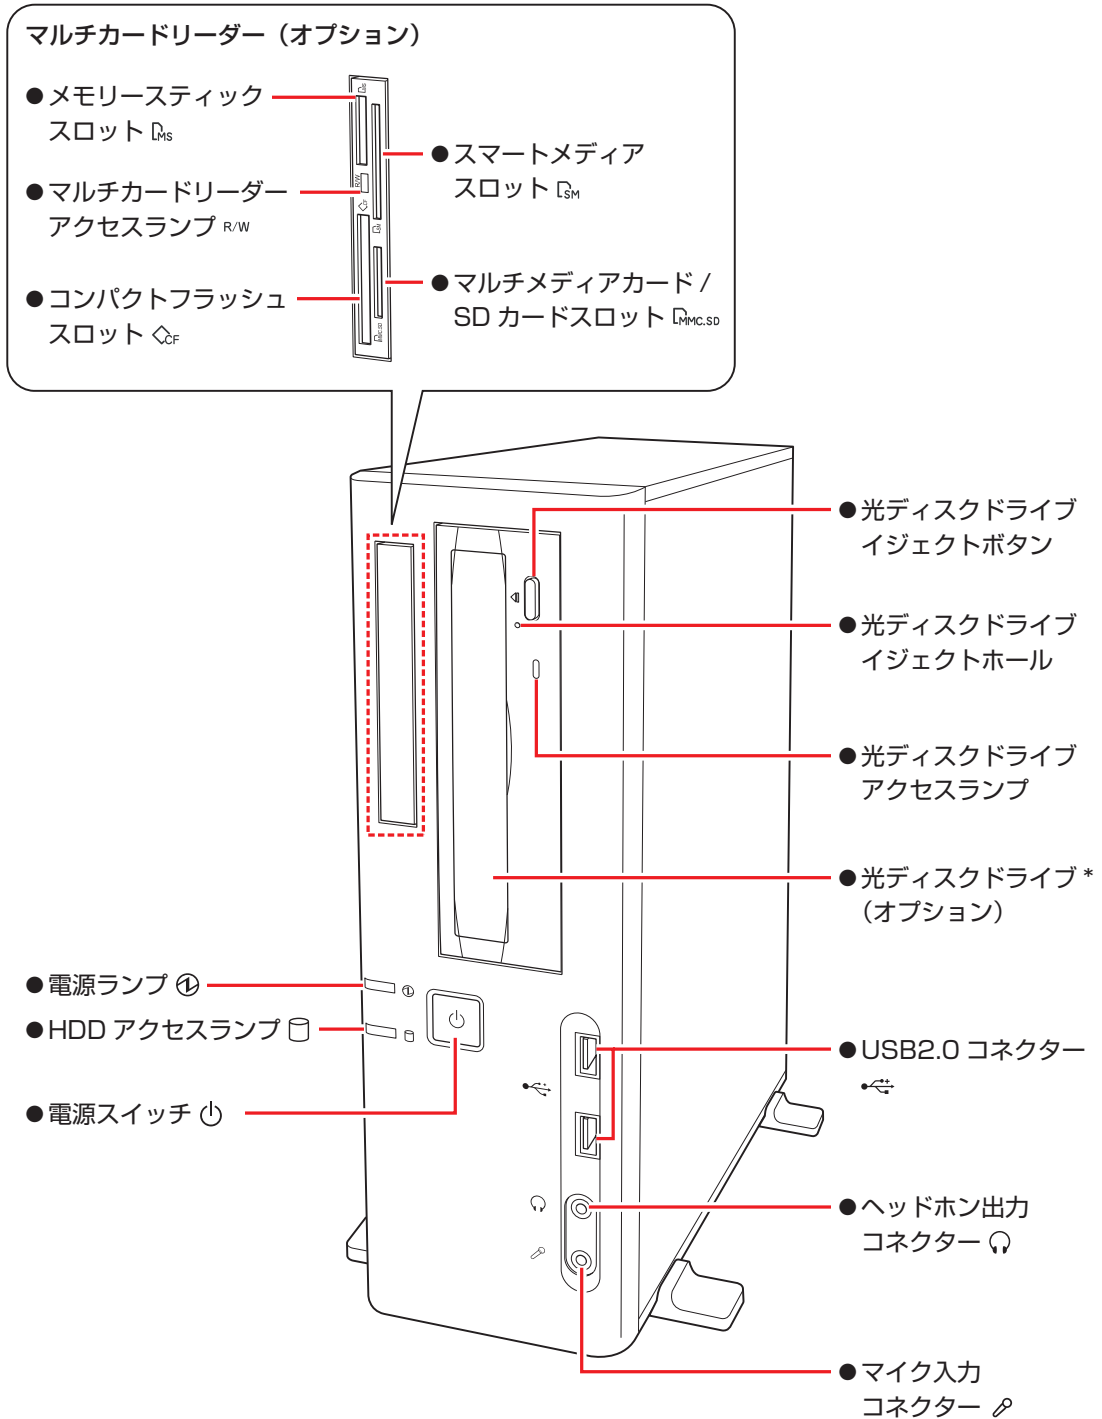 マルチカードリーダー（オプション）
●メモリースティック
スロット MS
●マルチカードリーダー
アクセスランプ R/W
●コンパクトフラッシュ
スロット CF
●スマートメディア
スロット SM
●マルチメディアカード /
SD カードスロット MMC.SD
MS
R/W
CF
SM
MMC.SD
●光ディスクドライブ
イジェクトボタン
●光ディスクドライブ
イジェクトホール
●光ディスクドライブ
アクセスランプ
●光ディスクドライブ *
（オプション）
●電源ランプ
●HDD アクセスランプ
●電源スイッチ
●USB2.0 コネクター
●ヘッドホン出力
コネクター
●マイク入力
コネクター